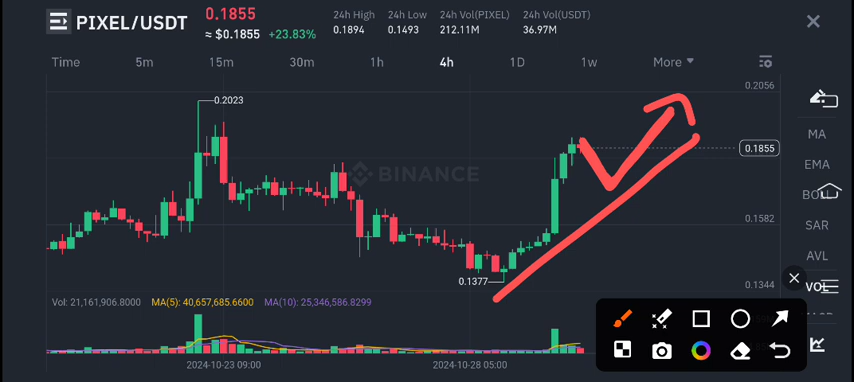 PIXEL/USDT
0.1855
≈ $0.1855 +23.83%
24h High
0.1894
24h Low
0.1493
24h Vol(PIXEL)
212.11M
24h Vol(USDT)
36.97M
Time 5m 15m 30m 1h 4h 1D 1w More
0.2056
0.2023
0.1855
BINANCE
0.1582
0.1377
0.1344
MA
EMA
BOLL
SAR
AVL
VOL
Vol: 21,161,906.8000 MA(5): 40,657,685.6600 MA(10): 25,346,586.8299
2024-10-23 09:00 2024-10-28 05:00